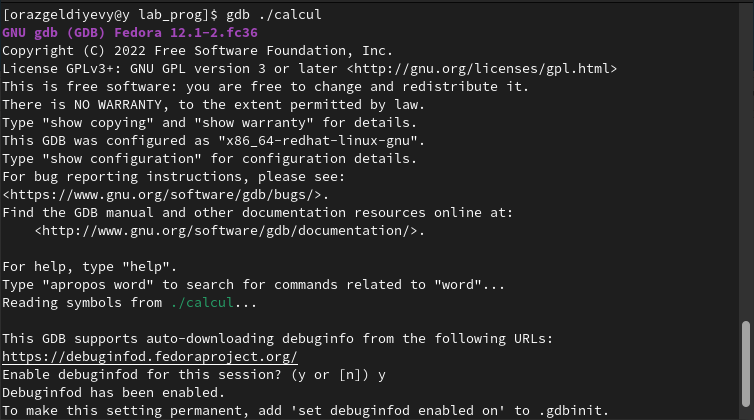 [orazgeldiyevy@y lab_prog]$ gdb ./calcul
GNU gdb (GDB) Fedora 12.1-2.fc36
Copyright (C) 2022 Free Software Foundation, Inc.
License GPLv3+: GNU GPL version 3 or later <http://gnu.org/licenses/gpl.html>
This is free software: you are free to change and redistribute it.
There is NO WARRANTY, to the extent permitted by law.
Type "show copying" and "show warranty" for details.
This GDB was configured as "x86_64-redhat-linux-gnu".
Type "show configuration" for configuration details.
For bug reporting instructions, please see:
<https://www.gnu.org/software/gdb/bugs/>.
Find the GDB manual and other documentation resources online at:
    <http://www.gnu.org/software/gdb/documentation/>.

For help, type "help".
Type "apropos word" to search for commands related to "word"...
Reading symbols from ./calcul...

This GDB supports auto-downloading debuginfo from the following URLs:
https://debuginfod.fedoraproject.org/
Enable debuginfod for this session? (y or [n]) y
Debuginfod has been enabled.
To make this setting permanent, add 'set debuginfod enabled on' to .gdbinit.